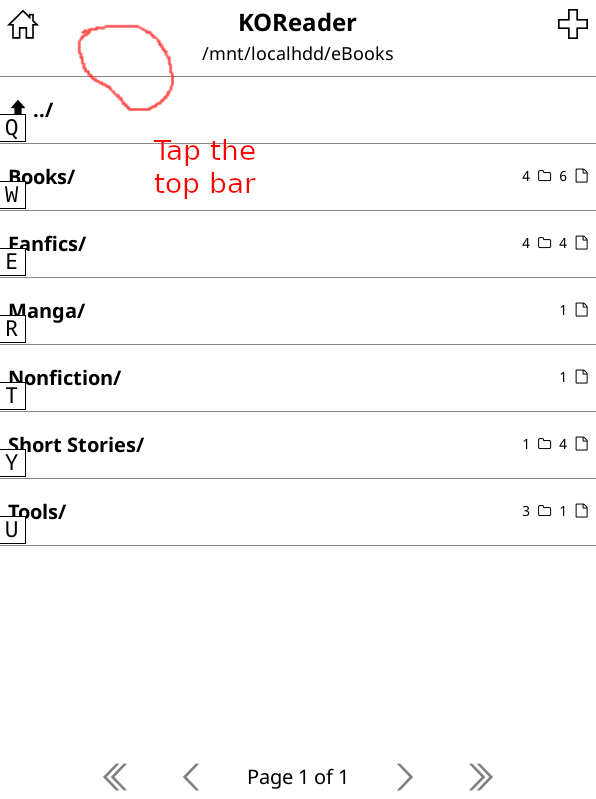 KOReader
/mnt/localhdd/eBooks
../
Q
Tap the
top bar
Books/ 4 6
W
Fanfics/ 4 4
E
Manga/ 1
R
Nonfiction/ 1
T
Short Stories/ 1 4
Y
Tools/ 3 1
U
Page 1 of 1